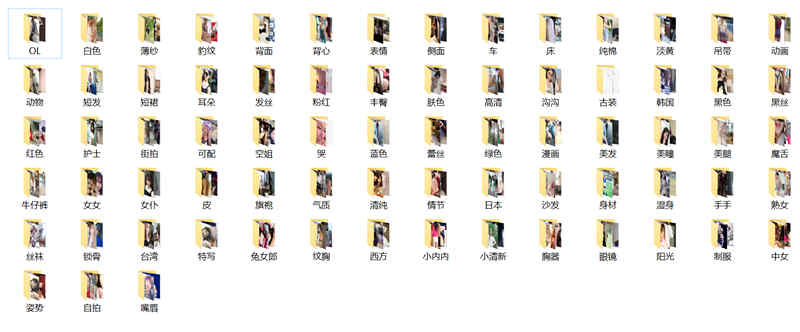 OL 白色 薄纱 豹纹 背面 背心 表情 侧面 车 床 纯棉 淡黄 吊带 动画
动物 短发 短裙 耳朵 发丝 粉红 丰臀 肤色 高清 沟沟 古装 韩国 黑色 黑丝
红色 护士 街拍 可配 空姐 哭 蓝色 蕾丝 绿色 漫画 美发 美瞳 美腿 魔舌
牛仔裤 女女 女仆 皮 旗袍 气质 清纯 情节 日本 沙发 身材 湿身 手手 熟女
丝袜 锁骨 台湾 特写 兔女郎 纹胸 西方 小内内 小清新 胸器 眼镜 阳光 制服 中女
姿势 自拍 嘴唇